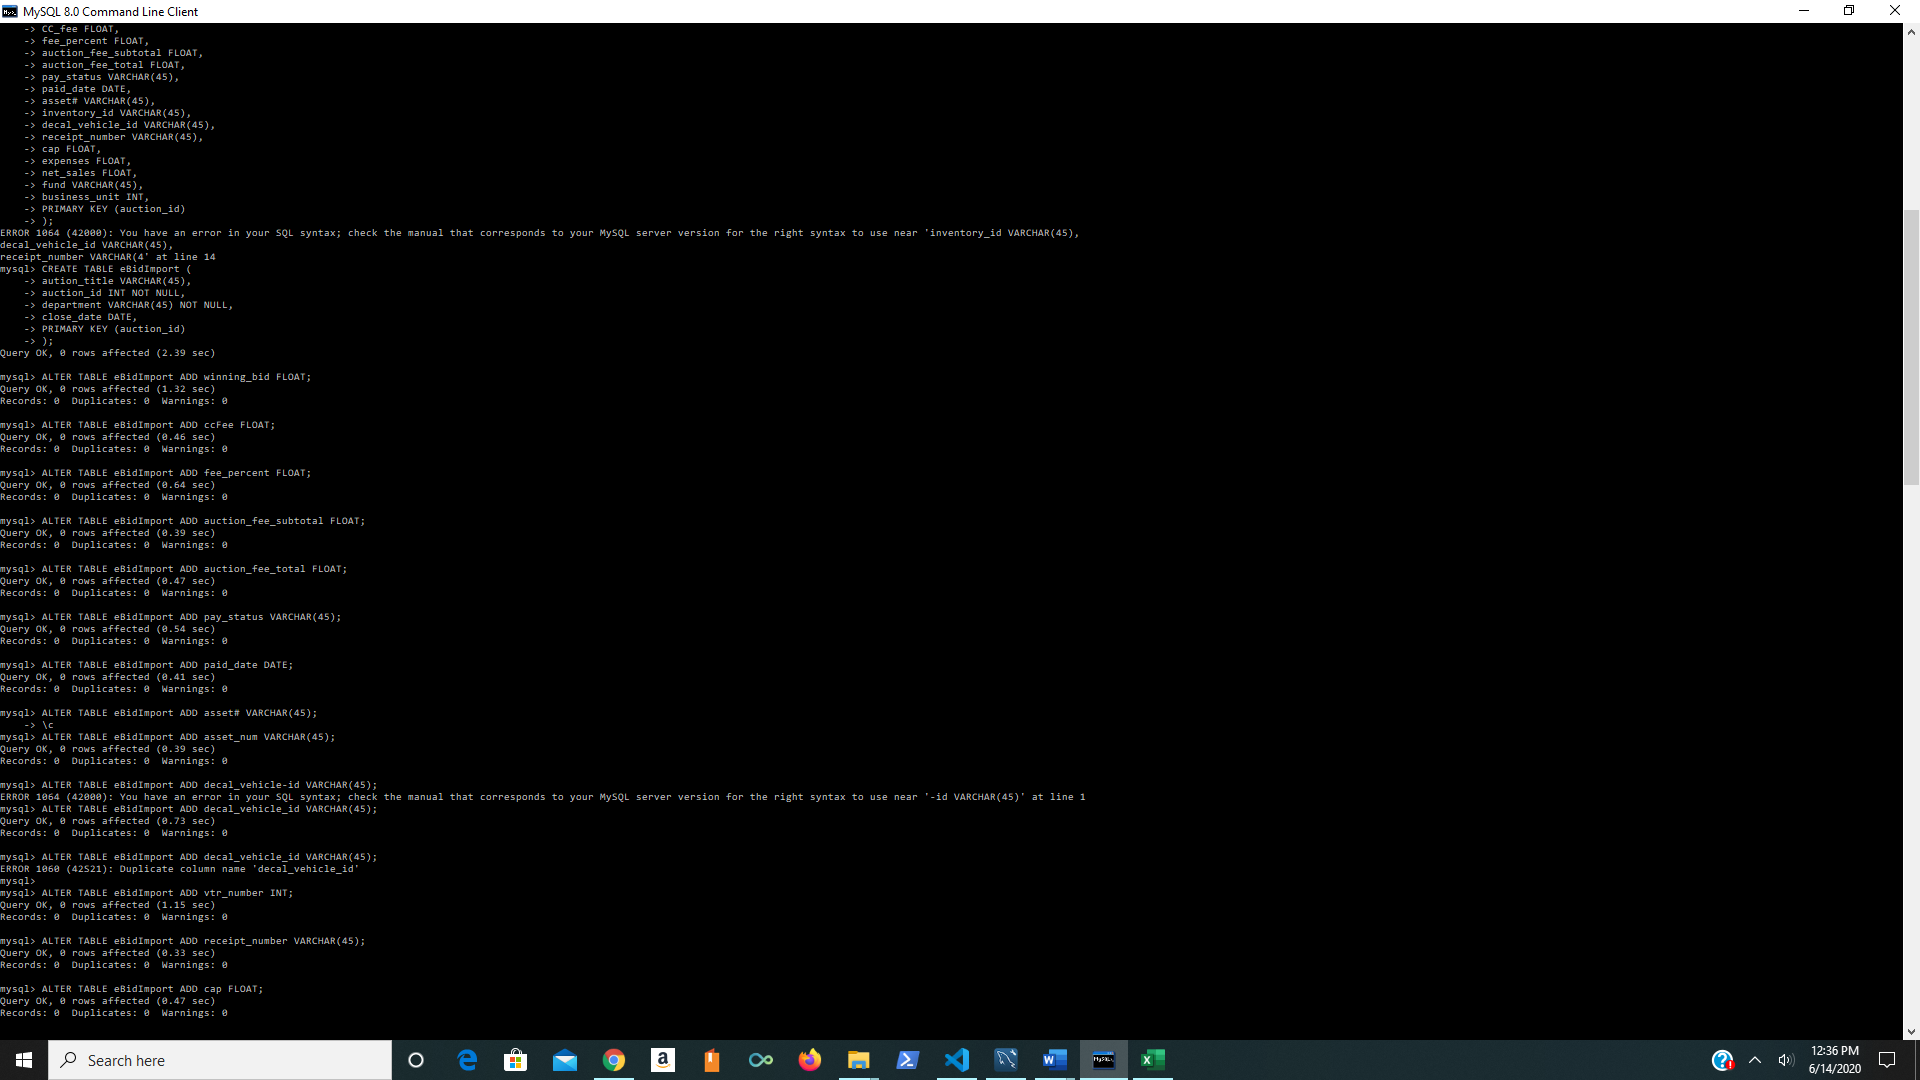 MySQL 8.0 Command Line Client
-> CC_fee FLOAT,
-> fee_percent FLOAT,
-> auction_fee_subtotal FLOAT,
-> auction_fee_total FLOAT,
-> pay_status VARCHAR(45),
-> paid_date DATE,
-> asset# VARCHAR(45),
-> inventory_id VARCHAR(45),
-> decal_vehicle_id VARCHAR(45),
-> receipt_number VARCHAR(45),
-> cap FLOAT,
-> expenses FLOAT,
-> net_sales FLOAT,
-> fund VARCHAR(45),
-> business_unit INT,
-> PRIMARY KEY (auction_id)
-> );
ERROR 1064 (42000): You have an error in your SQL syntax; check the manual that corresponds to your MySQL server version for the right syntax to use near 'inventory_id VARCHAR(45),
decal_vehicle_id VARCHAR(45),
receipt_number VARCHAR(4' at line 14
mysql> CREATE TABLE eBidImport (
-> aution_title VARCHAR(45),
-> auction_id INT NOT NULL,
-> department VARCHAR(45) NOT NULL,
-> close_date DATE,
-> PRIMARY KEY (auction_id)
-> );
Query OK, 0 rows affected (2.39 sec)
mysql> ALTER TABLE eBidImport ADD winning_bid FLOAT;
Query OK, 0 rows affected (1.32 sec)
Records: 0  Duplicates: 0  Warnings: 0
mysql> ALTER TABLE eBidImport ADD ccFee FLOAT;
Query OK, 0 rows affected (0.46 sec)
Records: 0  Duplicates: 0  Warnings: 0
mysql> ALTER TABLE eBidImport ADD fee_percent FLOAT;
Query OK, 0 rows affected (0.64 sec)
Records: 0  Duplicates: 0  Warnings: 0
mysql> ALTER TABLE eBidImport ADD auction_fee_subtotal FLOAT;
Query OK, 0 rows affected (0.39 sec)
Records: 0  Duplicates: 0  Warnings: 0
mysql> ALTER TABLE eBidImport ADD auction_fee_total FLOAT;
Query OK, 0 rows affected (0.47 sec)
Records: 0  Duplicates: 0  Warnings: 0
mysql> ALTER TABLE eBidImport ADD pay_status VARCHAR(45);
Query OK, 0 rows affected (0.54 sec)
Records: 0  Duplicates: 0  Warnings: 0
mysql> ALTER TABLE eBidImport ADD paid_date DATE;
Query OK, 0 rows affected (0.41 sec)
Records: 0  Duplicates: 0  Warnings: 0
mysql> ALTER TABLE eBidImport ADD asset# VARCHAR(45);
-> \c
mysql> ALTER TABLE eBidImport ADD asset_num VARCHAR(45);
Query OK, 0 rows affected (0.39 sec)
Records: 0  Duplicates: 0  Warnings: 0
mysql> ALTER TABLE eBidImport ADD decal_vehicle-id VARCHAR(45);
ERROR 1064 (42000): You have an error in your SQL syntax; check the manual that corresponds to your MySQL server version for the right syntax to use near '-id VARCHAR(45)' at line 1
mysql> ALTER TABLE eBidImport ADD decal_vehicle_id VARCHAR(45);
Query OK, 0 rows affected (0.73 sec)
Records: 0  Duplicates: 0  Warnings: 0
mysql> ALTER TABLE eBidImport ADD decal_vehicle_id VARCHAR(45);
ERROR 1060 (42S21): Duplicate column name 'decal_vehicle_id'
mysql>
mysql> ALTER TABLE eBidImport ADD vtr_number INT;
Query OK, 0 rows affected (1.15 sec)
Records: 0  Duplicates: 0  Warnings: 0
mysql> ALTER TABLE eBidImport ADD receipt_number VARCHAR(45);
Query OK, 0 rows affected (0.33 sec)
Records: 0  Duplicates: 0  Warnings: 0
mysql> ALTER TABLE eBidImport ADD cap FLOAT;
Query OK, 0 rows affected (0.47 sec)
Records: 0  Duplicates: 0  Warnings: 0
Search here
12:36 PM
6/14/2020